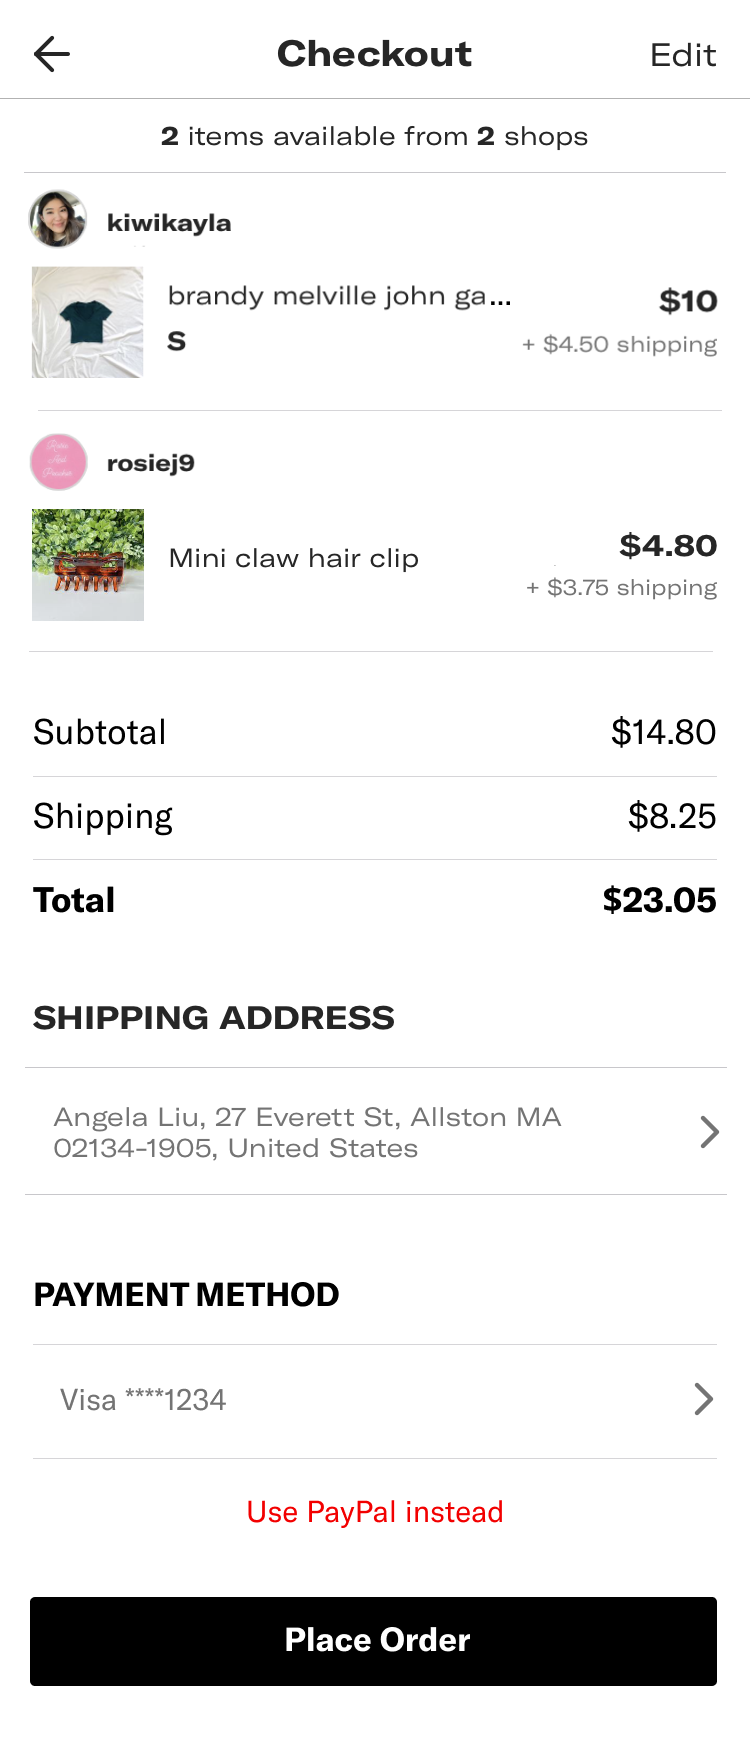 Checkout
Edit
2 items available from 2 shops
kiwikayla
brandy melville john ga...
$10
S
+ $4.50 shipping
rosiej9
Mini claw hair clip
$4.80
+ $3.75 shipping
Subtotal
$14.80
Shipping
$8.25
Total
$23.05
SHIPPING ADDRESS
Angela Liu, 27 Everett St, Allston MA
02134-1905, United States
PAYMENT METHOD
Visa ****1234
Use PayPal instead
Place Order